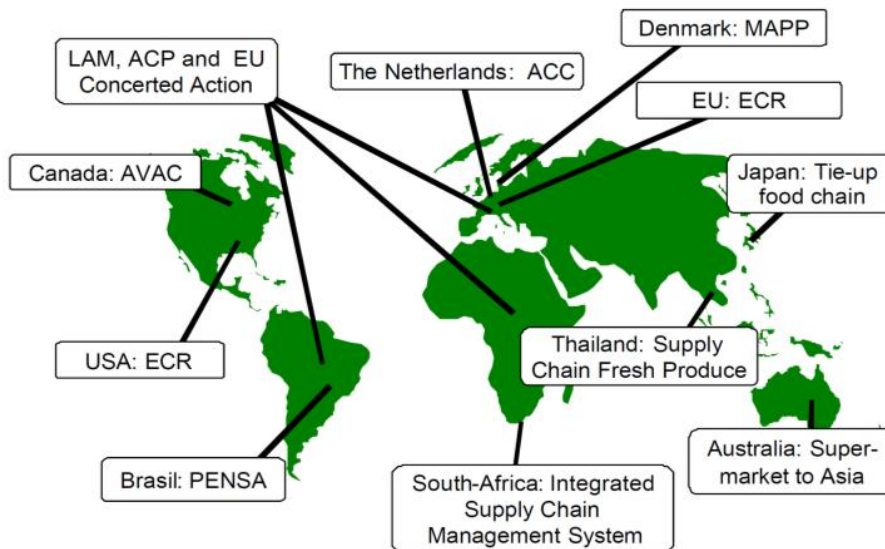 Denmark: MAPP
LAM, ACP and EU
Concerted Action
The Netherlands: ACC
EU: ECR
Canada: AVAC
Japan: Tie-up
food chain
USA: ECR
Thailand: Supply
Chain Fresh Produce
Brasil: PENSA
South-Africa: Integrated
Supply Chain
Management System
Australia: Super-
market to Asia